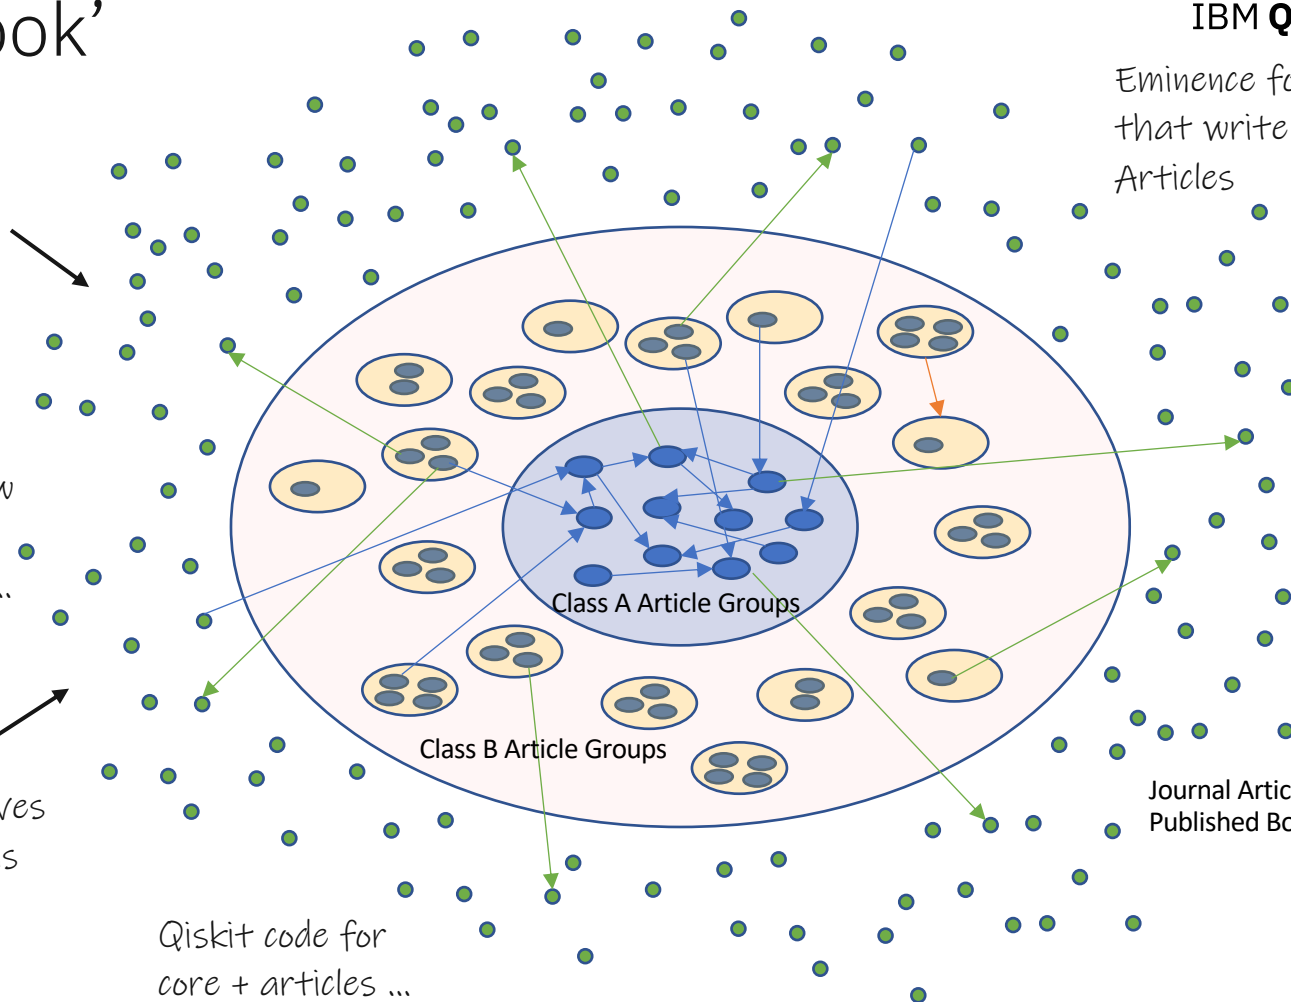 ook’
IBM Q
Eminence fo
that write
Articles
w
..
Class A Article Groups
Class B Article Groups
Journal Artic
Published Bo
ves
s
Qiskit code for
core + articles ...